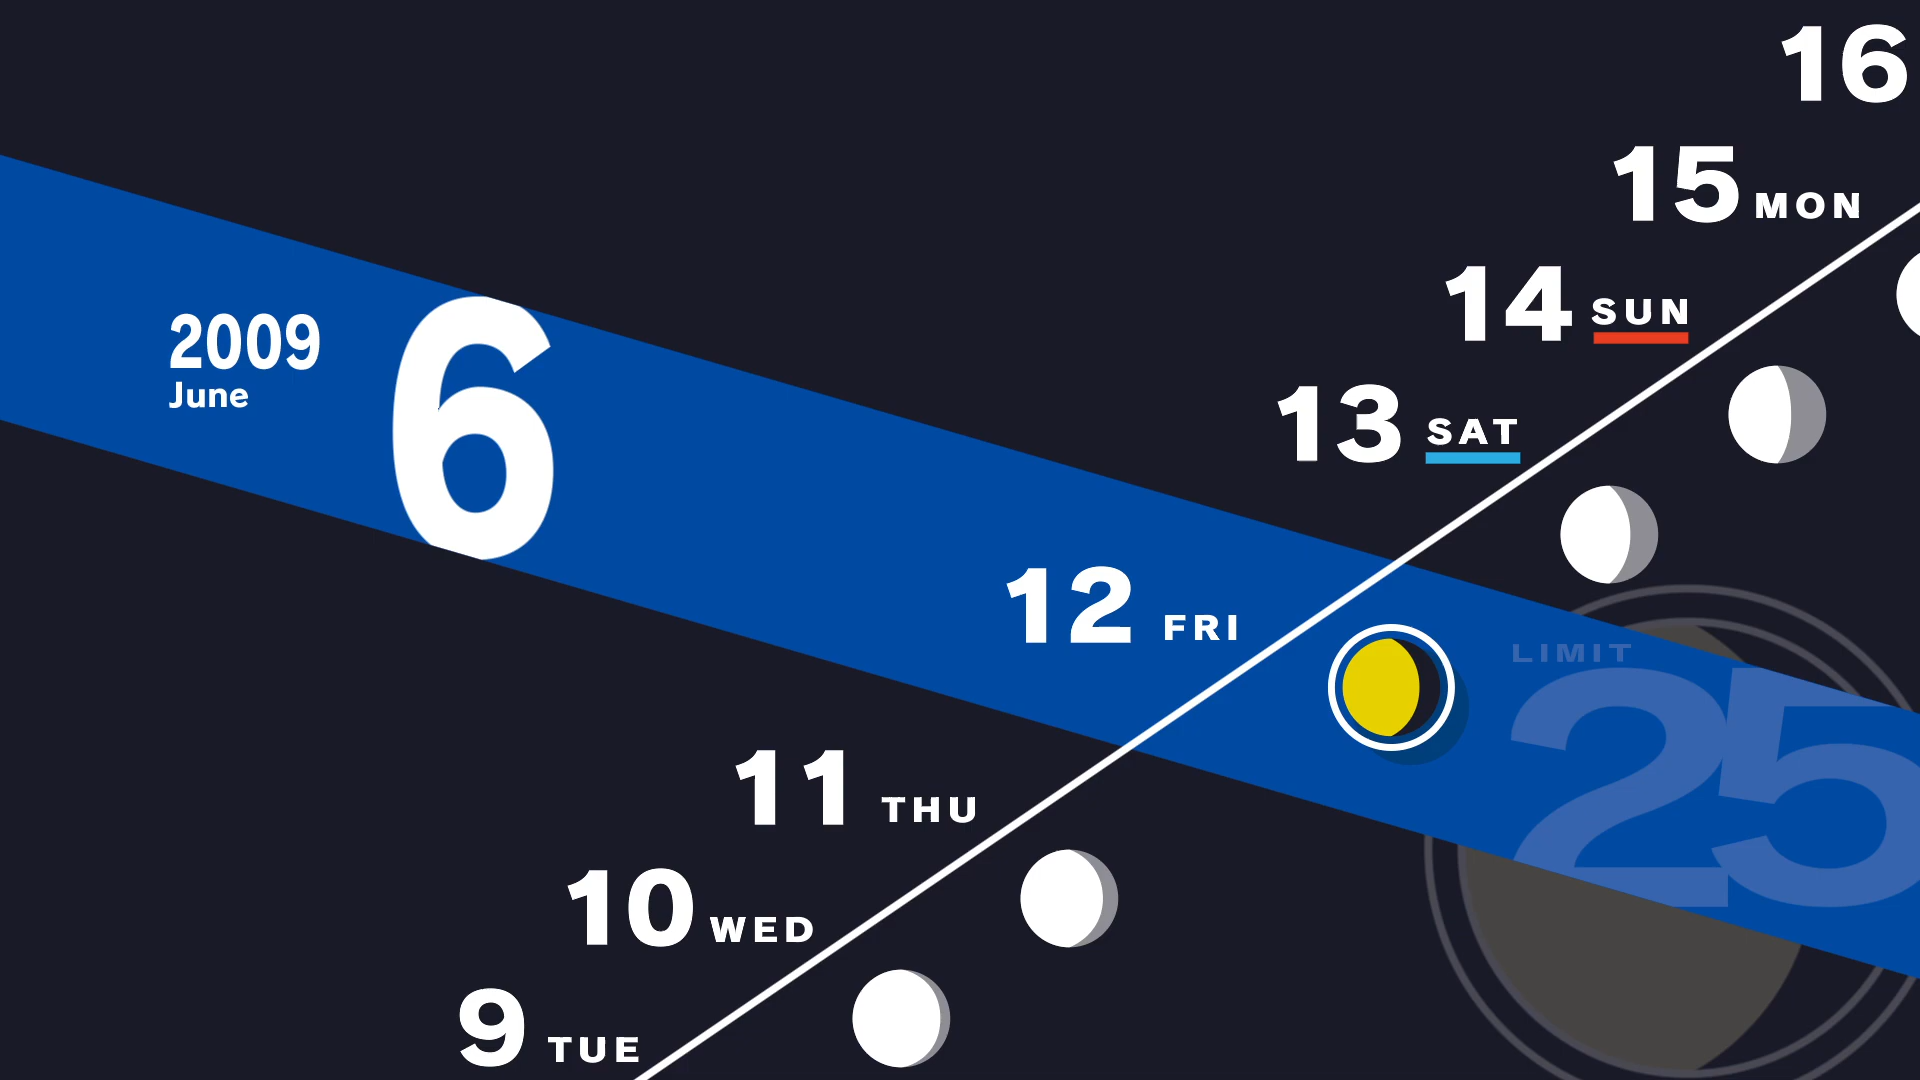 16
15 MON
14 SUN
2009
June
6
13 SAT
12 FRI
LIMIT
25
11 THU
10 WED
9 TUE